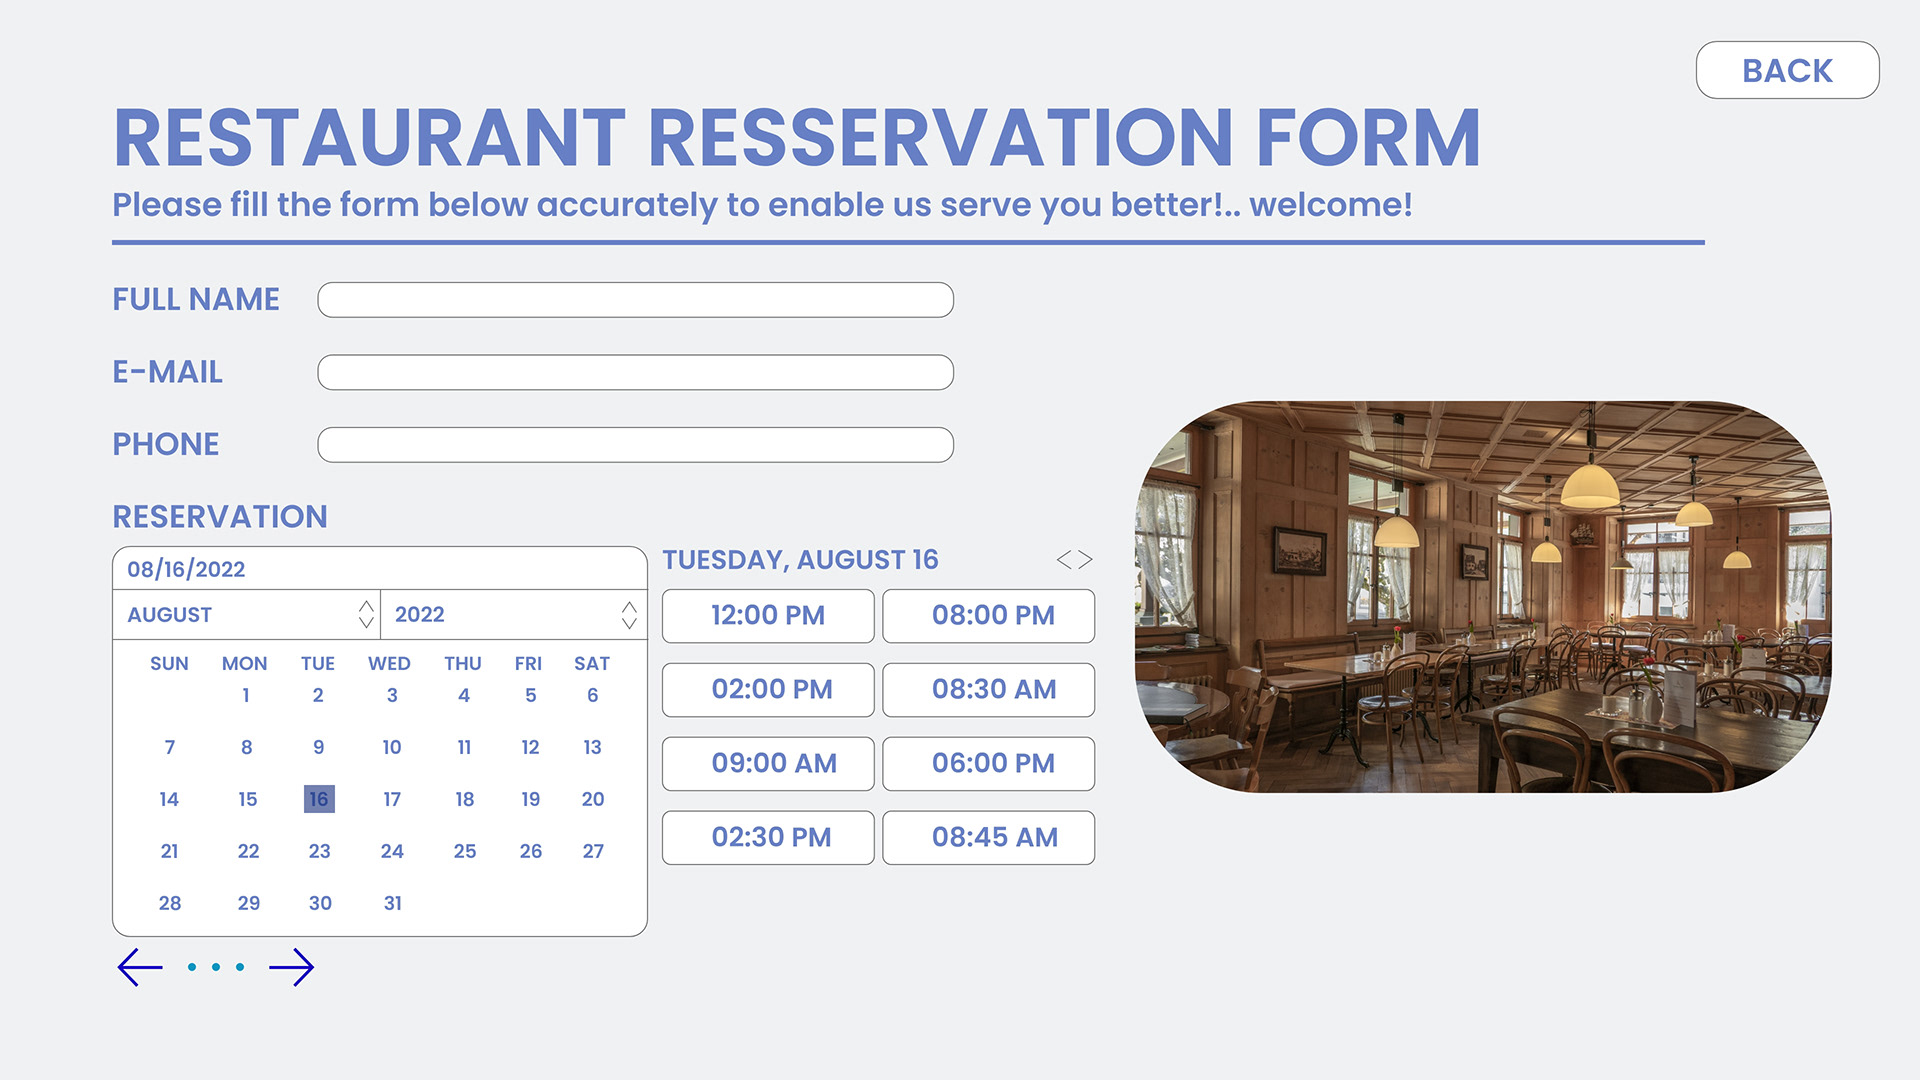 BACK
RESTAURANT RESSERVATION FORM
Please fill the form below accurately to enable us serve you better!.. welcome!
FULL NAME
E-MAIL
PHONE
RESERVATION
08/16/2022
AUGUST 2022
SUN MON TUE WED THU FRI SAT
1 2 3 4 5 6
7 8 9 10 11 12 13
14 15 16 17 18 19 20
21 22 23 24 25 26 27
28 29 30 31
TUESDAY, AUGUST 16
12:00 PM 08:00 PM
02:00 PM 08:30 AM
09:00 AM 06:00 PM
02:30 PM 08:45 AM